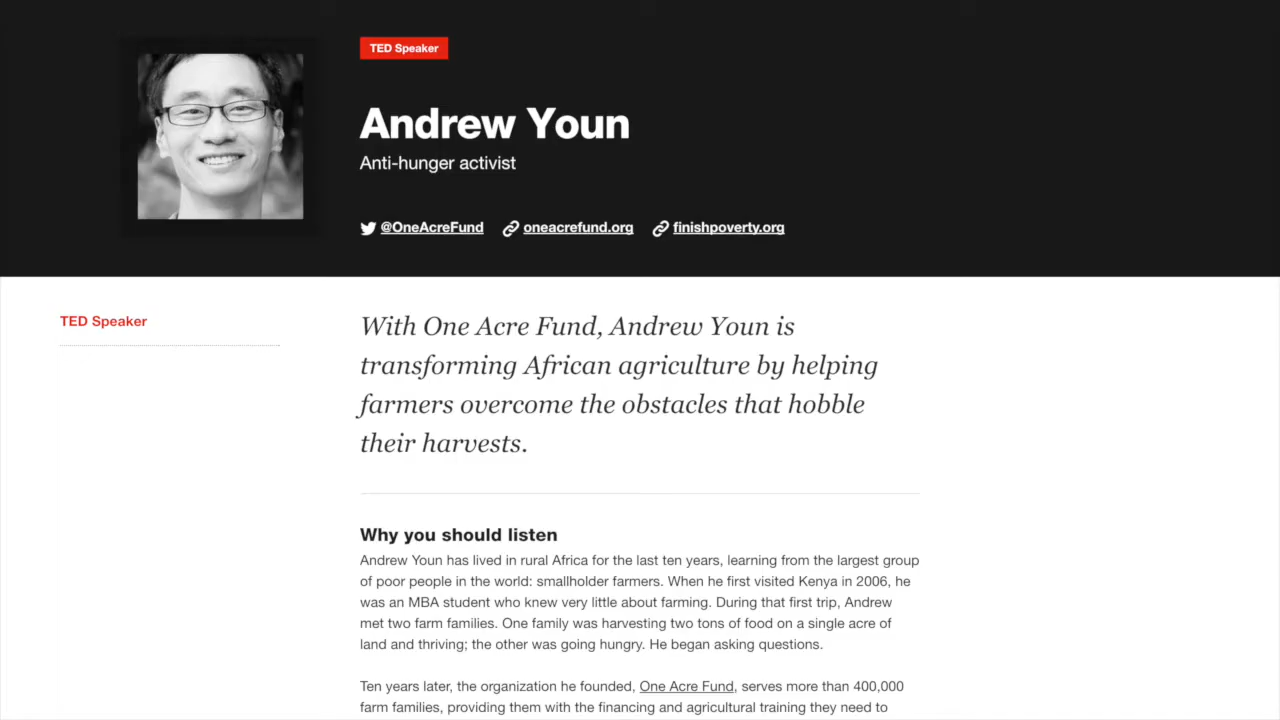 TED Speaker
Andrew Youn
Anti-hunger activist
@OneAcreFund oneacrefund.org finishpoverty.org
TED Speaker
With One Acre Fund, Andrew Youn is
transforming African agriculture by helping
farmers overcome the obstacles that hobble
their harvests.
Why you should listen
Andrew Youn has lived in rural Africa for the last ten years, learning from the largest group
of poor people in the world: smallholder farmers. When he first visited Kenya in 2006, he
was an MBA student who knew very little about farming. During that first trip, Andrew
met two farm families. One family was harvesting two tons of food on a single acre of
land and thriving; the other was going hungry. He began asking questions.
Ten years later, the organization he founded, One Acre Fund, serves more than 400,000
farm families, providing them with the financing and agricultural training they need to